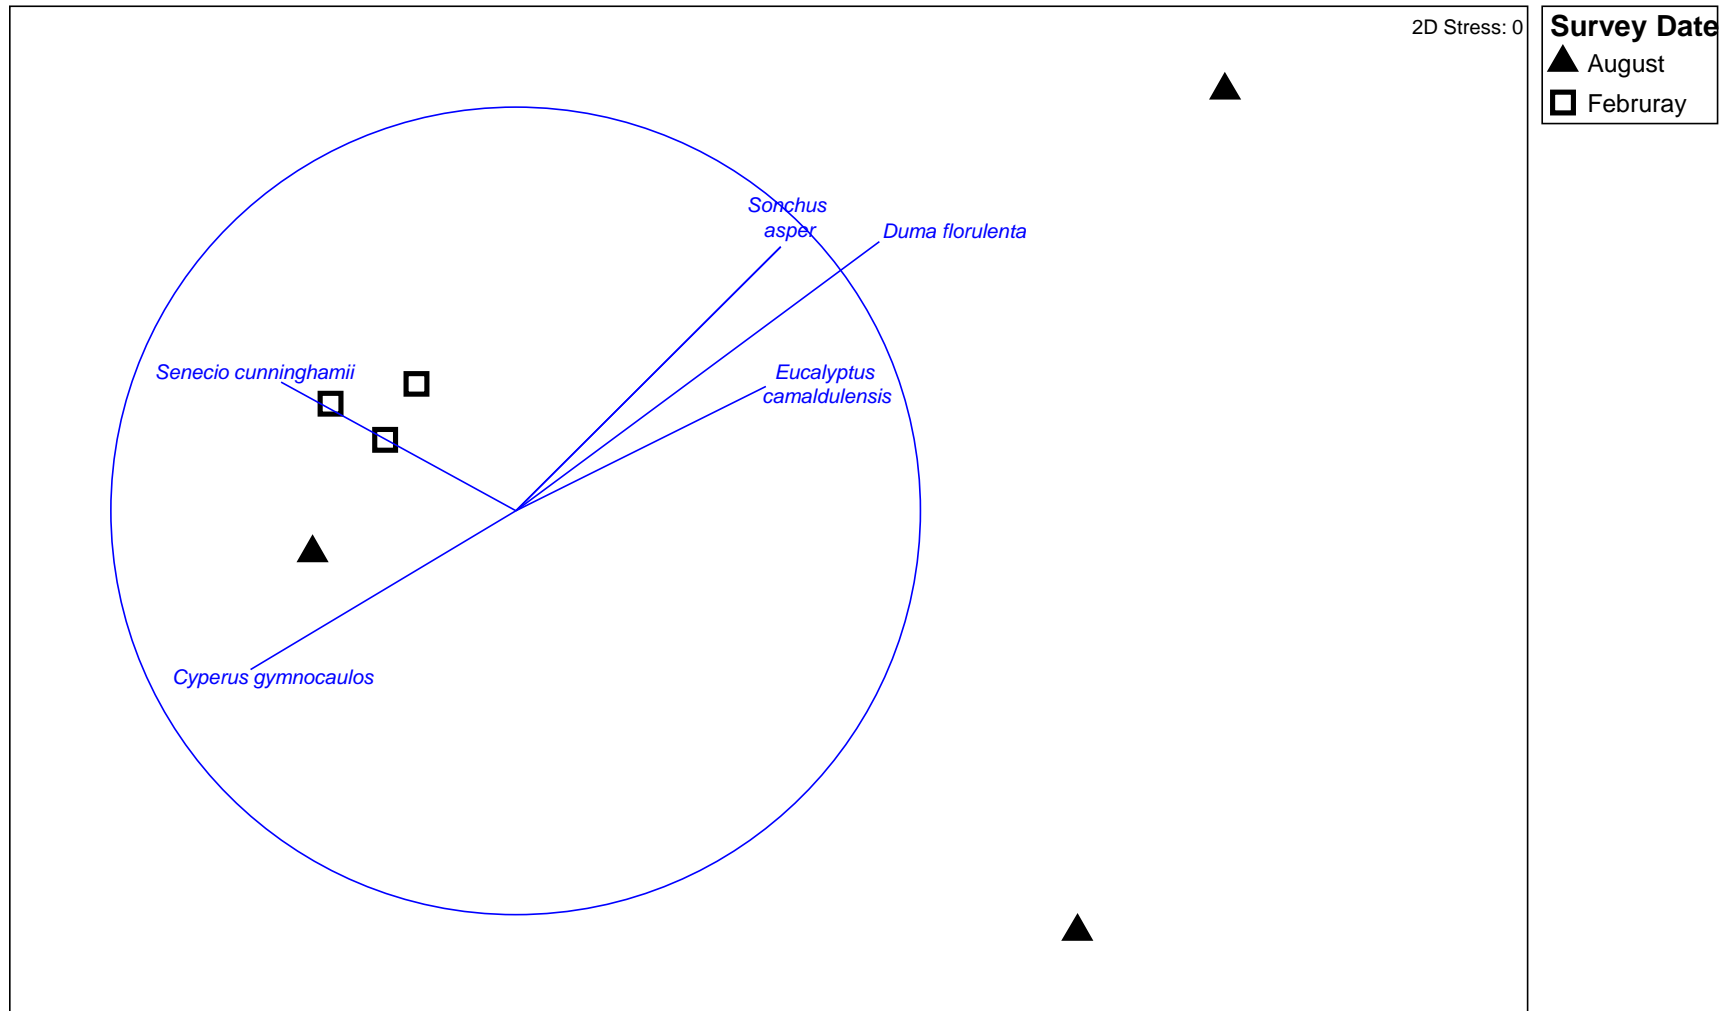 2D Stress: 0
Survey Date
August
Februray
Sonchus
asper
Duma florulenta
Senecio cunninghamii
Eucalyptus
camaldulensis
Cyperus gymnocaulos